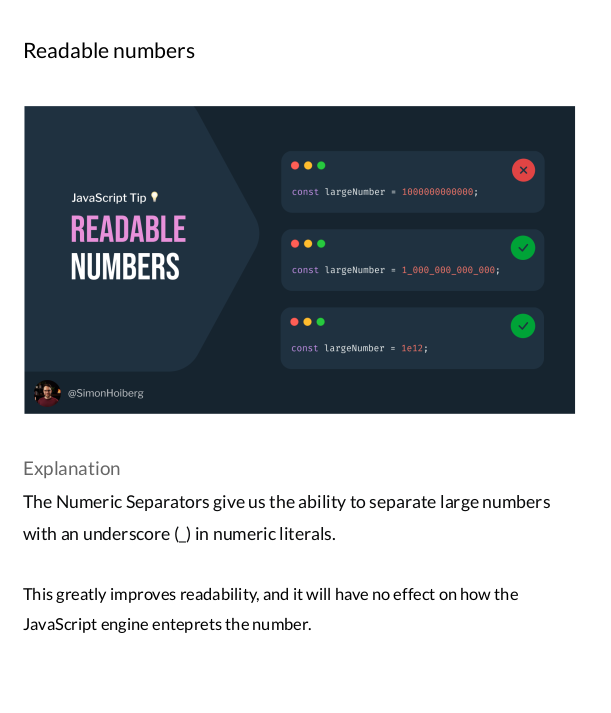 Readable numbers
JavaScript Tip
READABLE
NUMBERS
const largeNumber = 1000000000000;
const largeNumber = 1_000_000_000_000;
const largeNumber = 1e12;
@SimonHoiberg
Explanation
The Numeric Separators give us the ability to separate large numbers
with an underscore (_) in numeric literals.
This greatly improves readability, and it will have no effect on how the
JavaScript engine enteprets the number.